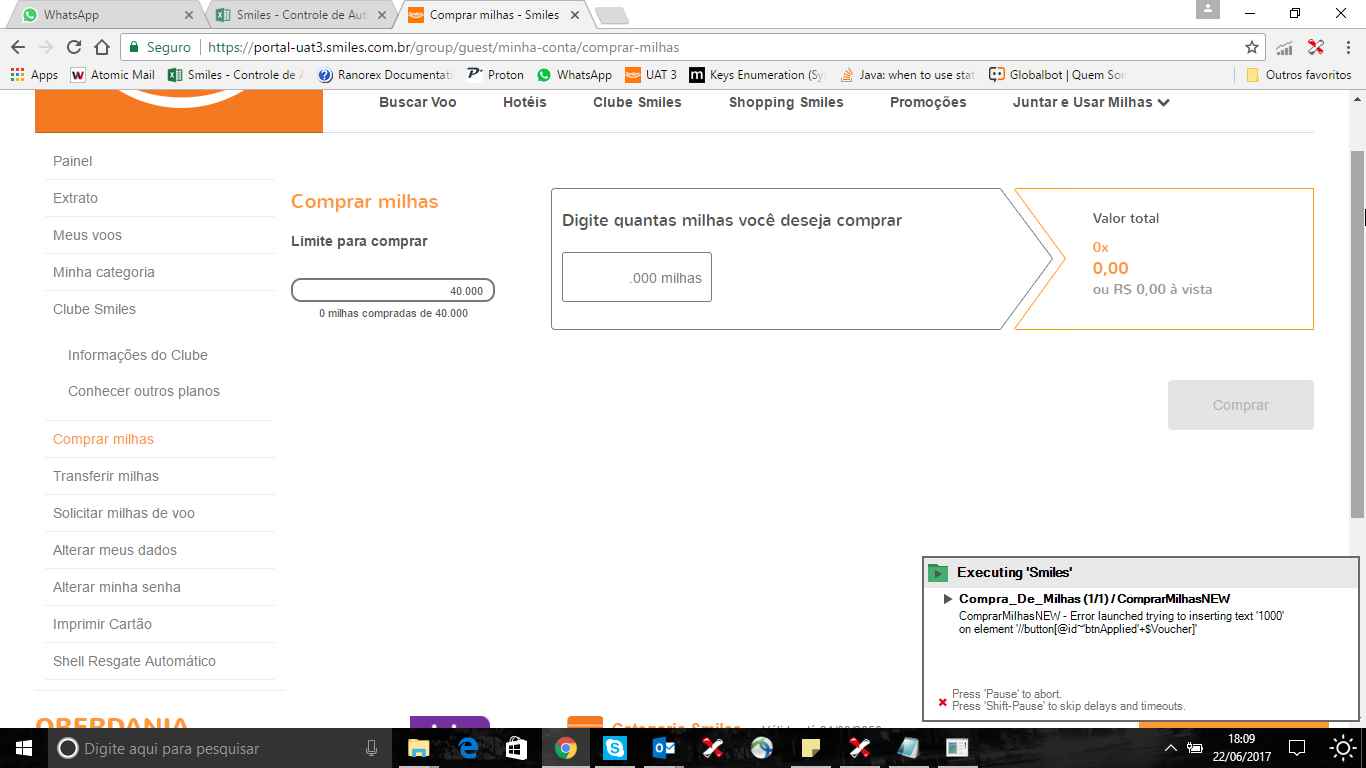 WhatsApp
Smiles - Controle de Aut
Comprar milhas - Smiles
Seguro
https://portal-uat3.smiles.com.br/group/guest/minha-conta/comprar-milhas
Apps
Atomic Mail
Smiles - Controle de A
Ranorex Documentati
Proton
WhatsApp
UAT 3
Keys Enumeration (Sy
Java: when to use stat
Globalbot | Quem Som
Outros favoritos
Buscar Voo
Hotéis
Clube Smiles
Shopping Smiles
Promoções
Juntar e Usar Milhas
Painel
Extrato
Meus voos
Minha categoria
Clube Smiles
Informações do Clube
Conhecer outros planos
Comprar milhas
Transferir milhas
Solicitar milhas de voo
Alterar meus dados
Alterar minha senha
Imprimir Cartão
Shell Resgate Automático
Comprar milhas
Limite para comprar
40.000
0 milhas compradas de 40.000
Digite quantas milhas você deseja comprar
.000 milhas
Valor total
0x
0,00
ou R$ 0,00 à vista
Comprar
Executing 'Smiles'
Compra_De_Milhas (1/1) / ComprarMilhasNEW
ComprarMilhasNEW - Error launched trying to inserting text '1000'
on element '//button[@id~'btnApplied'+$Voucher]'
Press 'Pause' to abort.
Press 'Shift-Pause' to skip delays and timeouts.
OBERDANIA
Categoria Smiles
Digite aqui para pesquisar
18:09
22/06/2017